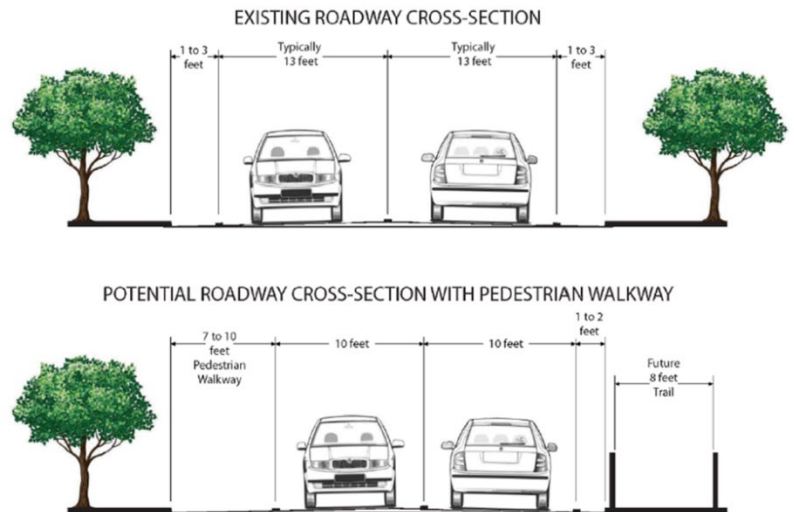 EXISTING ROADWAY CROSS-SECTION
1 to 3
feet
Typically
13 feet
Typically
13 feet
1 to 3
feet
POTENTIAL ROADWAY CROSS-SECTION WITH PEDESTRIAN WALKWAY
7 to 10
feet
Pedestrian
Walkway
10 feet
10 feet
1 to 2
feet
Future
8 feet
Trail